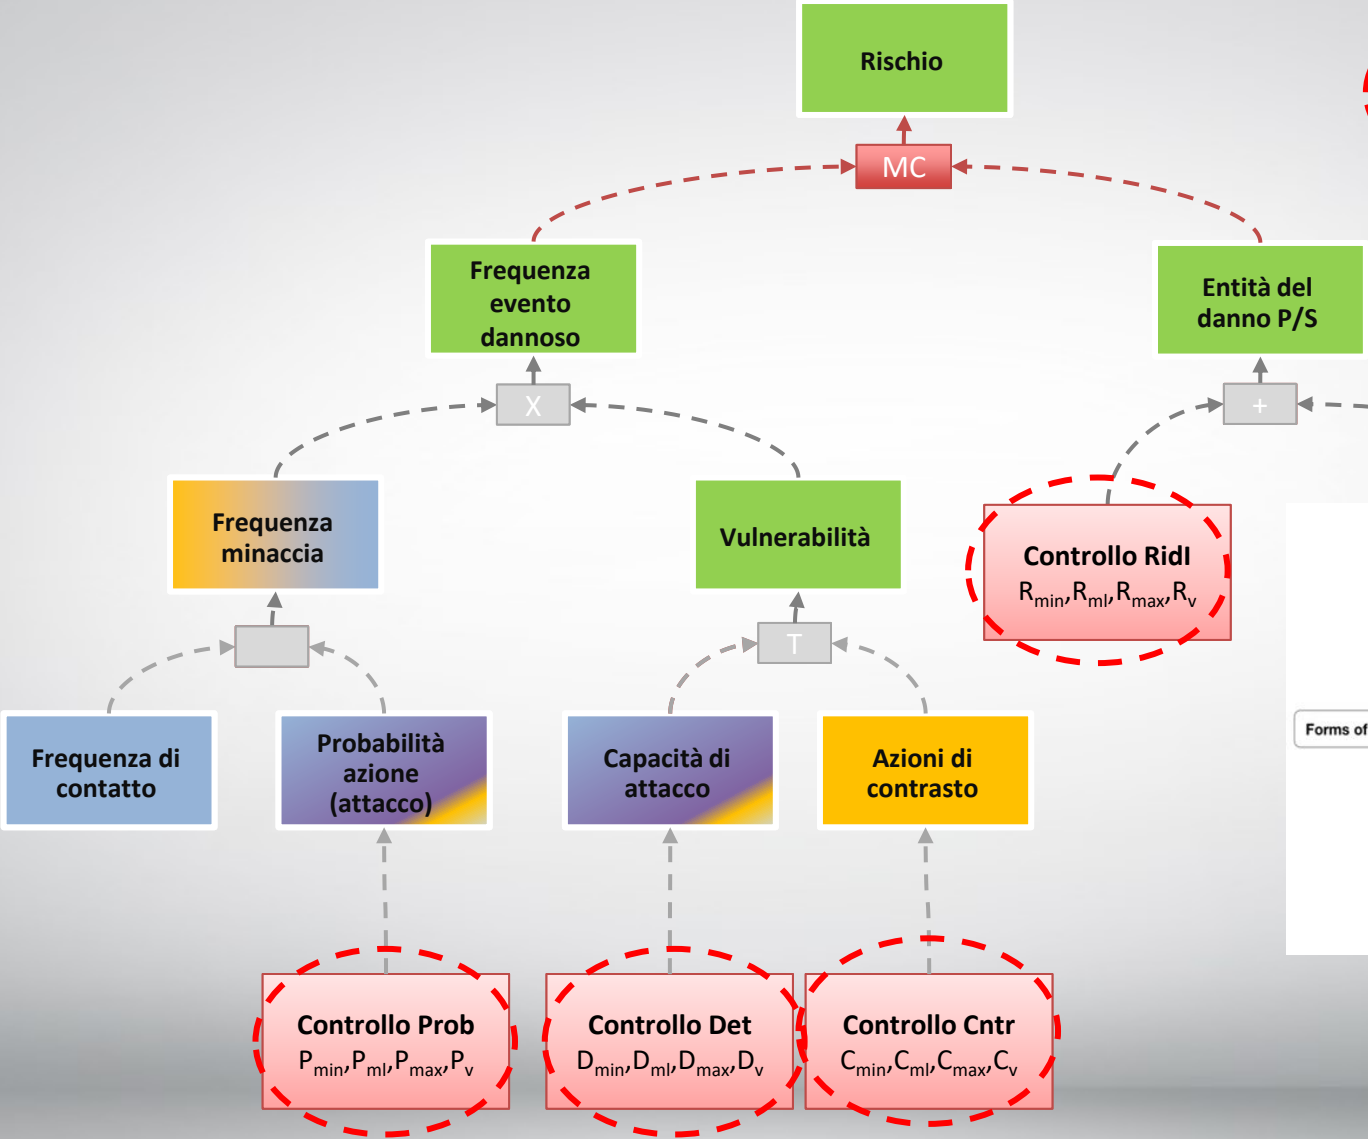 Rischio
MC
Frequenza
evento
dannoso
Entità del
danno P/S
X
+
Frequenza
minaccia
Vulnerabilità
Controllo RidI
Rmin,Rml,Rmax,Rv
T
Frequenza di
contatto
Probabilità
azione
(attacco)
Capacità di
attacco
Azioni di
contrasto
Forms of
Controllo Prob
Pmin,Pml,Pmax,Pv
Controllo Det
Dmin,Dml,Dmax,Dv
Controllo Cntr
Cmin,Cml,Cmax,Cv